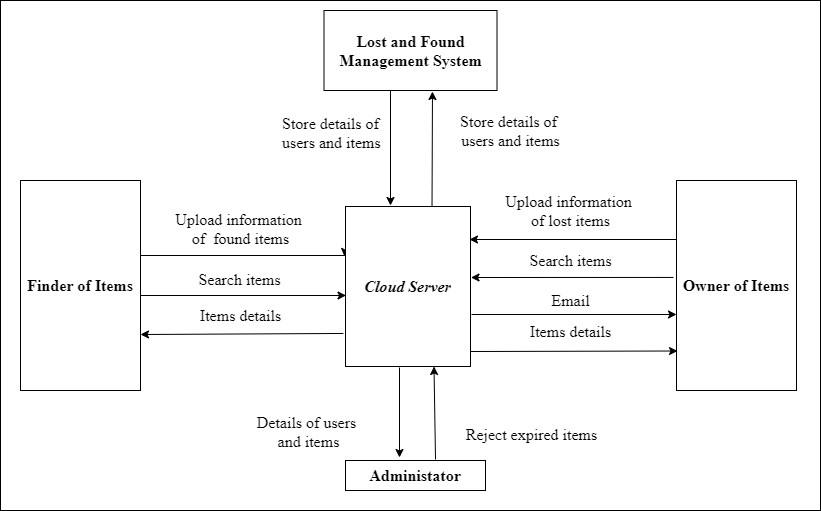 Lost and Found
Management System
Store details of
users and items
Store details of
users and items
Upload information
of found items
Upload information
of lost items
Search items
Search items
Finder of Items
Cloud Server
Owner of Items
Email
Items details
Items details
Details of users
and items
Reject expired items
Administator